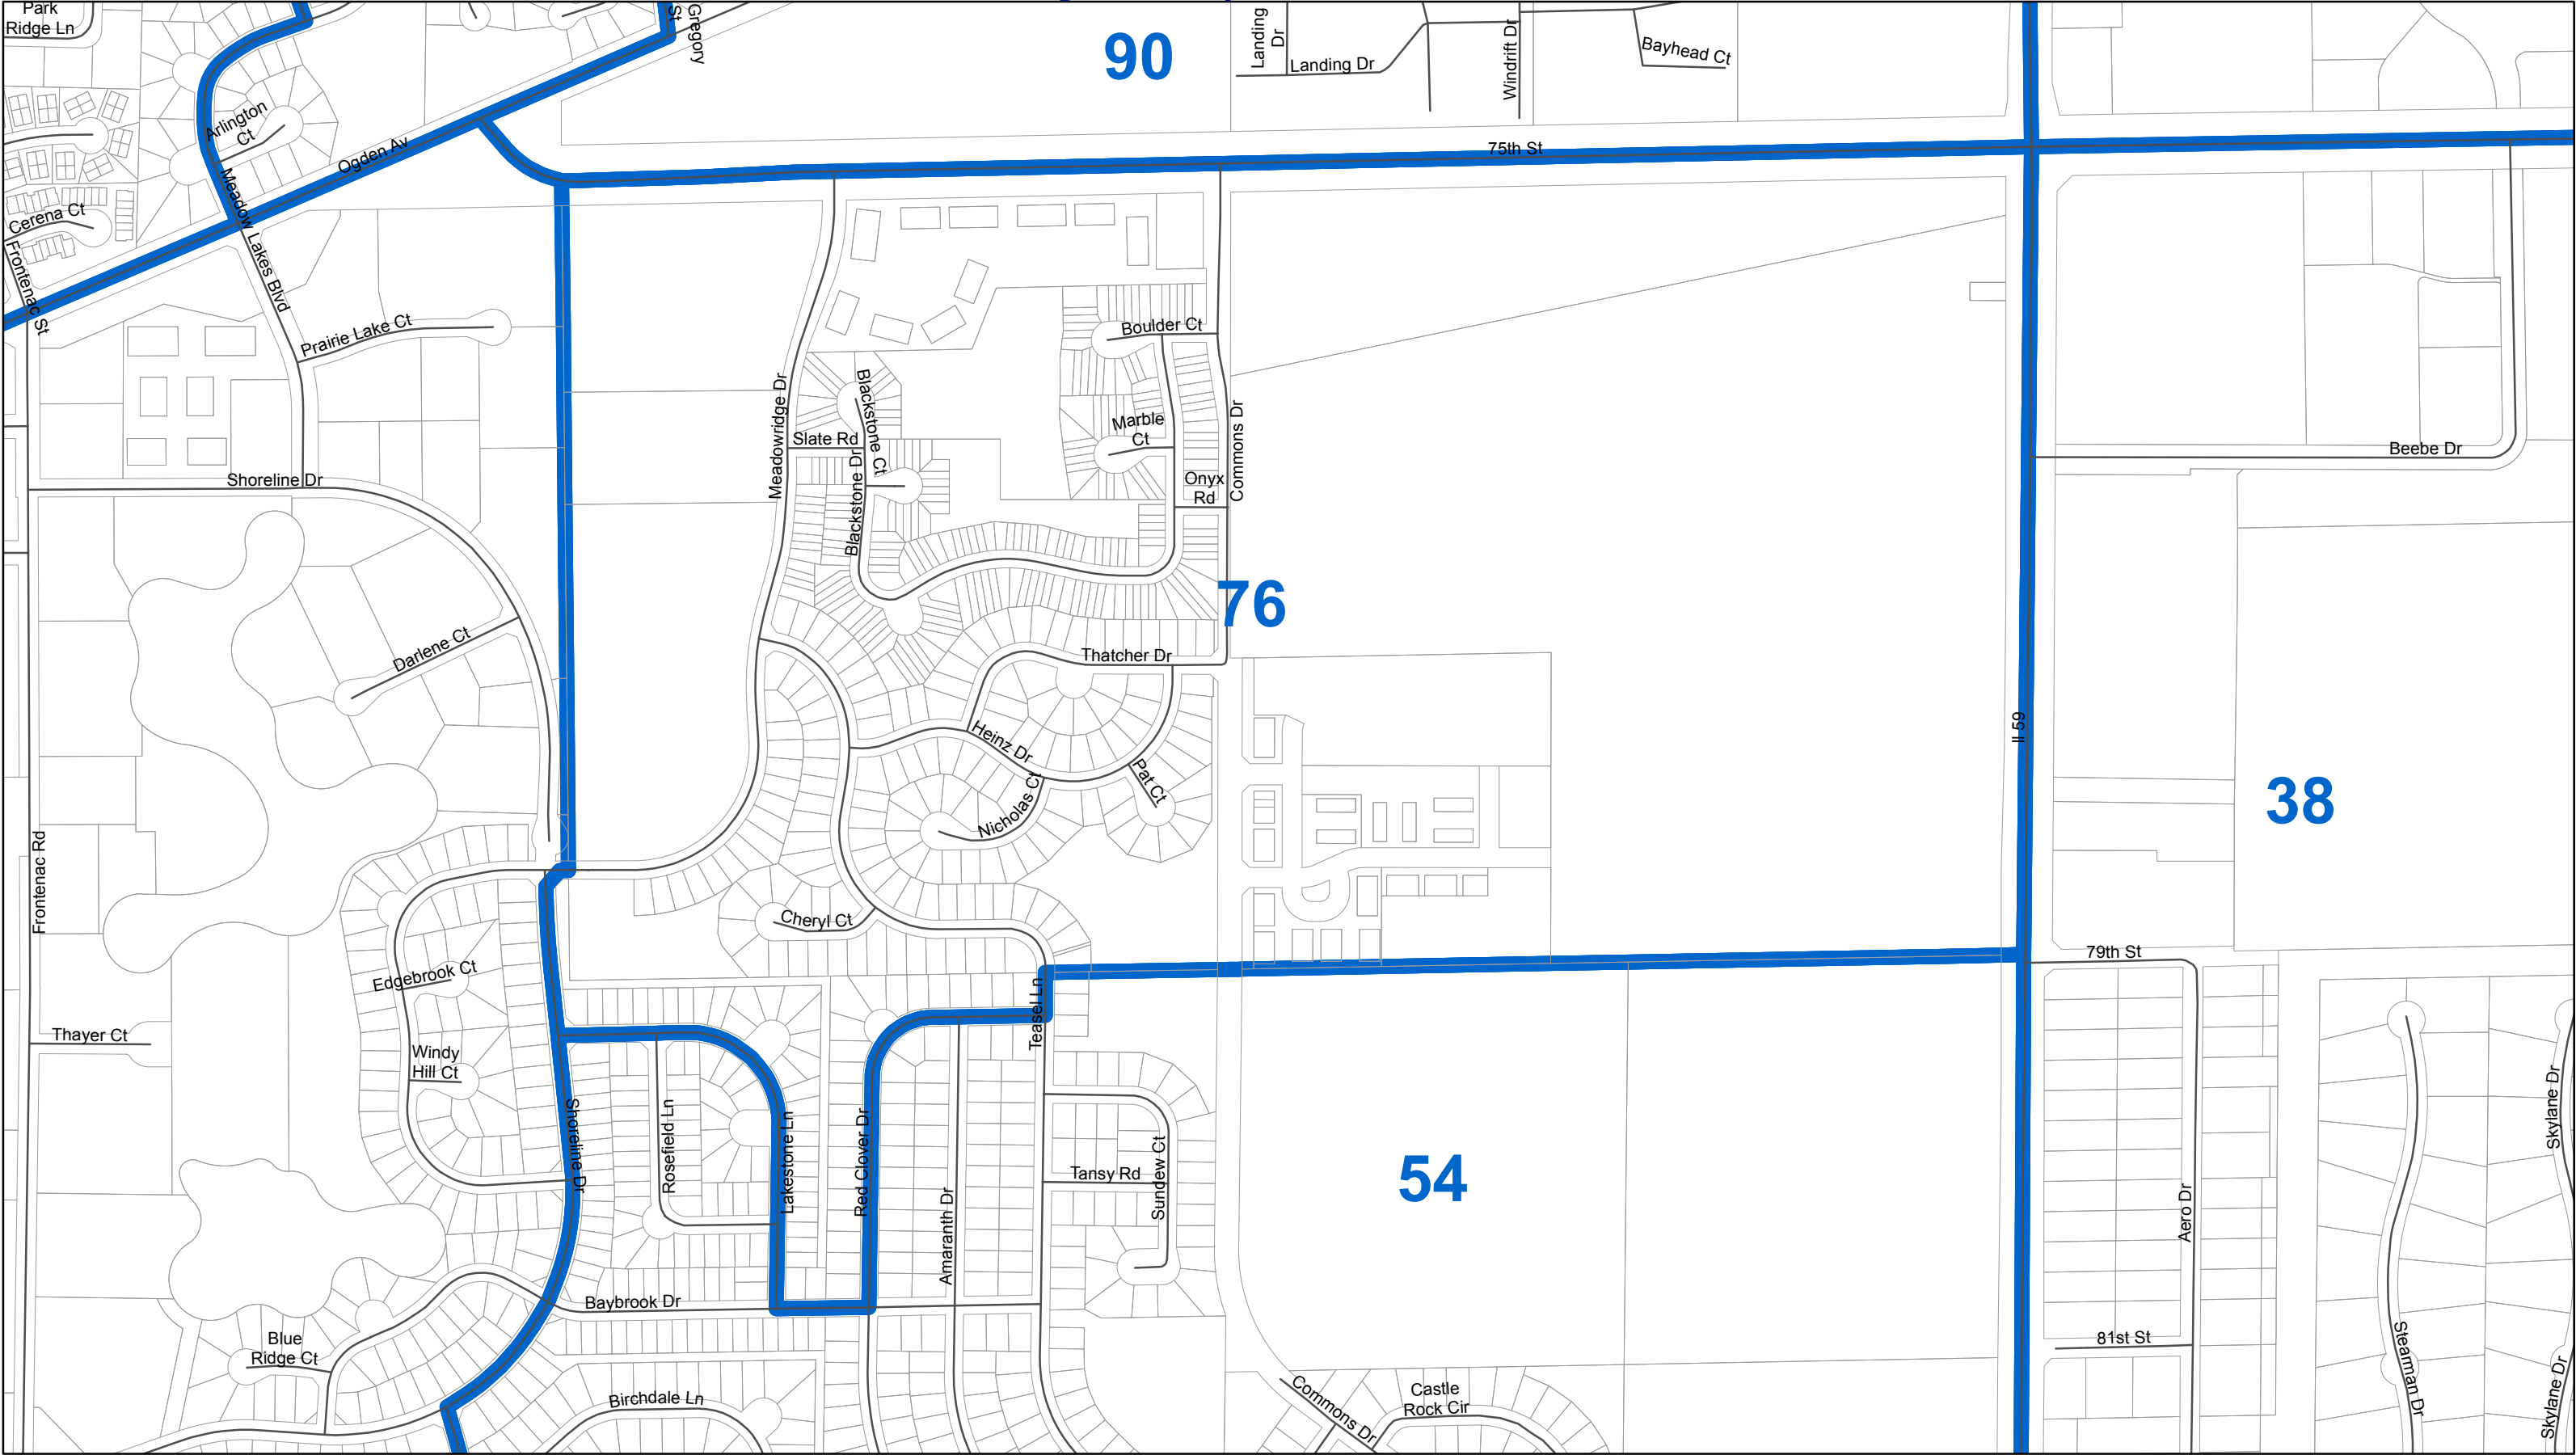 Park
Ridge Ln
St
Gregory
90
Landing
Dr
Landing Dr
Windrift Dr
Bayhead Ct
Arlington
Ct
Ogden Av
75th St
Meadow Lakes Blvd
Cerena Ct
Frontenac St
Prairie Lake Ct
Boulder Ct
Meadowridge Dr
Blackstone Ct
Slate Rd
Marble
Ct
Commons Dr
Beebe Dr
Shoreline Dr
Blackstone Dr
Onyx
Rd
76
Darlene Ct
Thatcher Dr
Heinz Dr
Pat Ct
Nicholas Ct
Il 59
38
Frontenac Rd
Cheryl Ct
79th St
Edgebrook Ct
Teasel Ln
Thayer Ct
Windy
Hill Ct
Shoreline Dr
Rosefield Ln
Lakestone Ln
Red Clover Dr
Amaranth Dr
Tansy Rd
Sundew Ct
54
Aero Dr
Skylane Dr
Baybrook Dr
Blue
Ridge Ct
81st St
Birchdale Ln
Commons Dr
Castle
Rock Cir
Stearman Dr
Skylane Dr